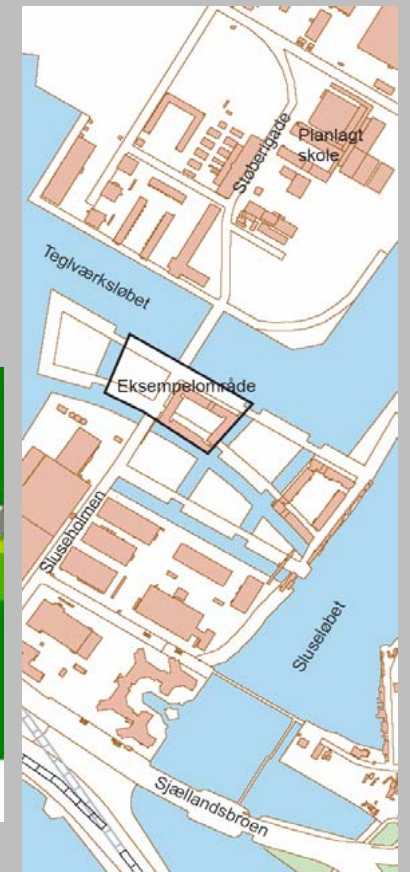 Planlagt
skole
Støberigade
Teglværksløbet
Eksempelområde
Sluseholmen
Sluseløbet
Sjællandsbroen